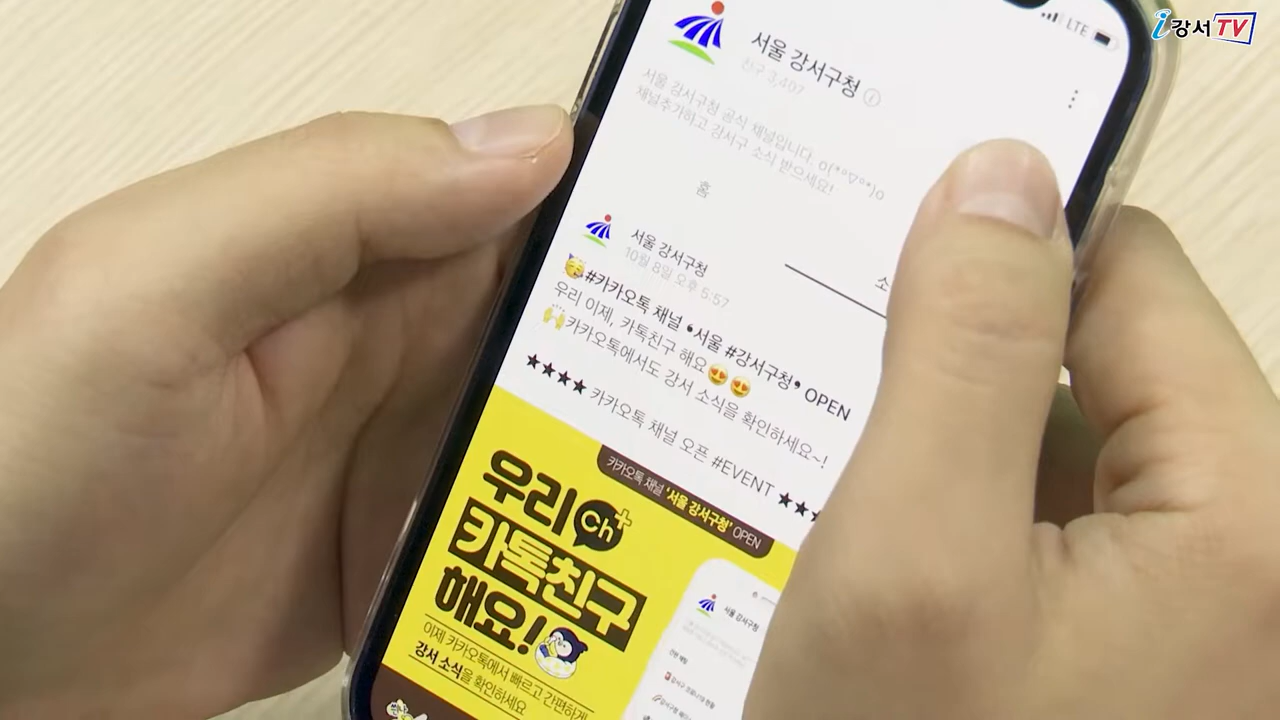 i강서TV
LTE
서울 강서구청
친구 3,407
서울 강서구청 공식 채널입니다. o(*°▽°*)o
채널추가하고 강서구 소식 받으세요!
홈
소
서울 강서구청
10월 8일 오후 5:57
🥳#카카오톡 채널 ❛서울 #강서구청❜ OPEN
우리 이제, 카톡친구 해요😍😍
🙌카카오톡에서도 강서 소식을 확인하세요~!
★★★★ 카카오톡 채널 오픈 #EVENT ★★★
카카오톡 채널 '서울 강서구청' OPEN
우리 Ch+
카톡친구
해요!
이제 카카오톡에서 빠르고 간편하게
강서 소식을 확인하세요
서울 강서구청